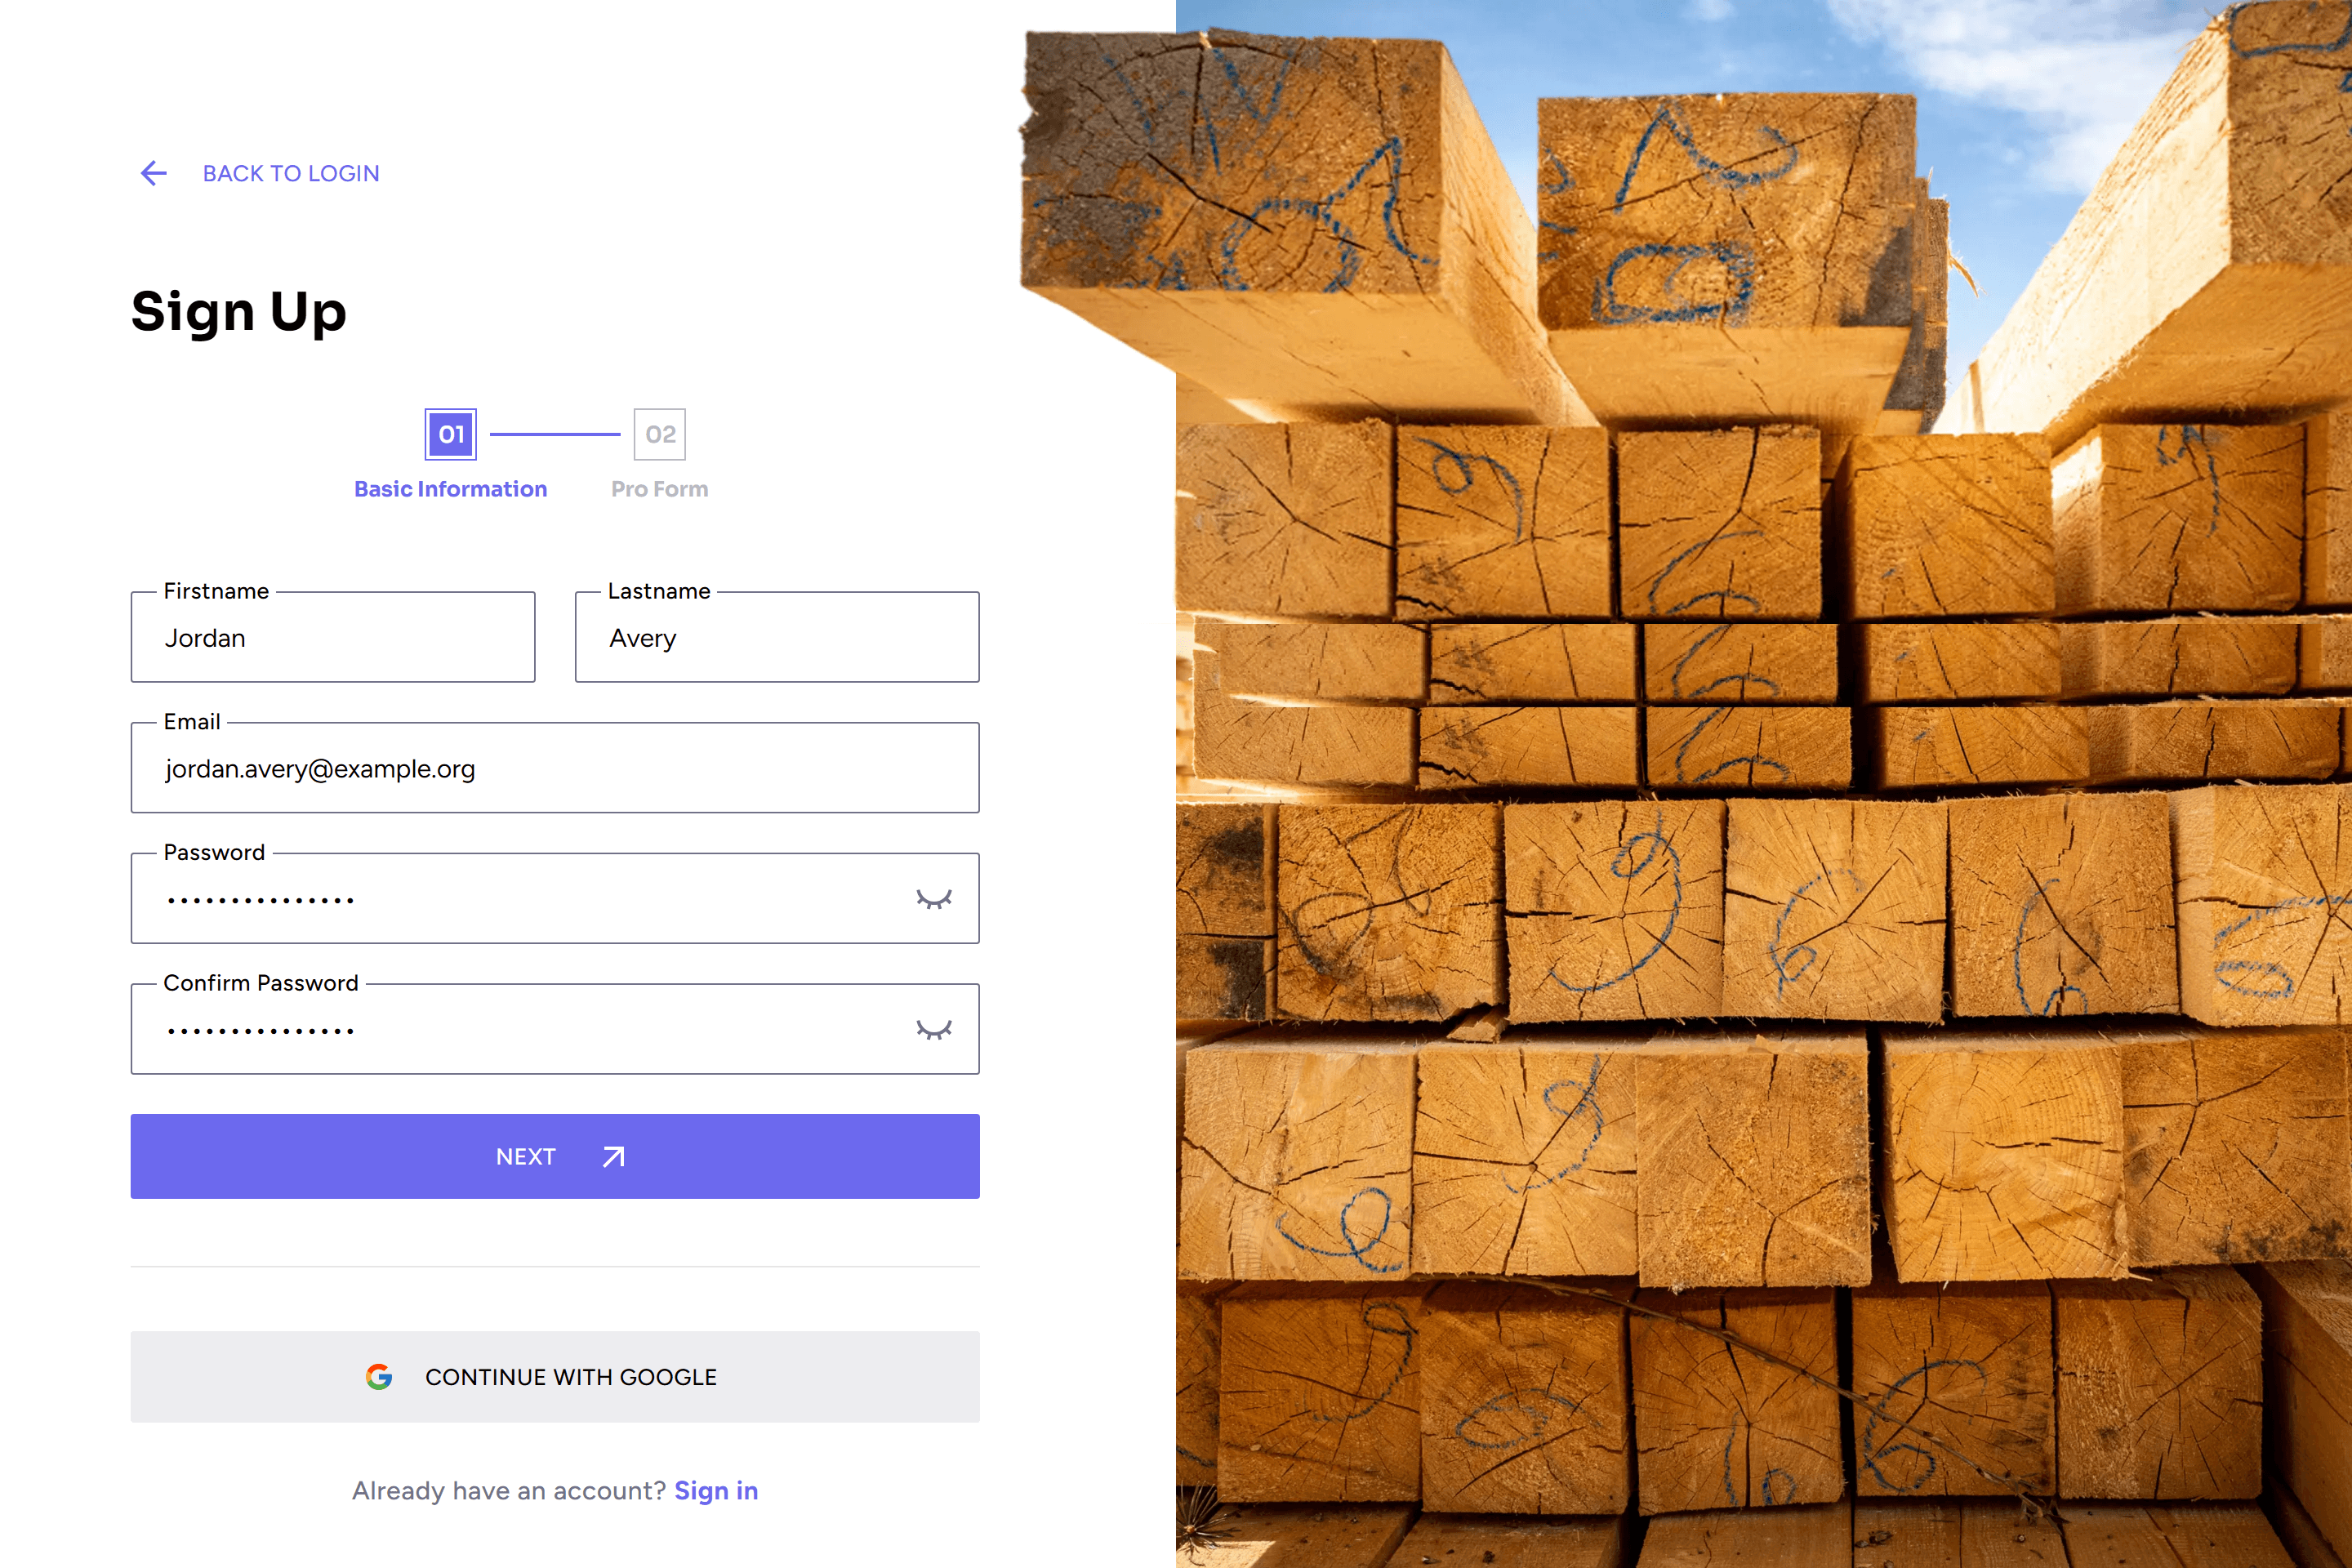 BACK TO LOGIN
Sign Up
01
02
Basic Information
Pro Form
Firstname
Lastname
Jordan
Avery
Email
jordan.avery@example.org
Password
•••••••••••••••
Confirm Password
•••••••••••••••
NEXT
CONTINUE WITH GOOGLE
Already have an account? Sign in